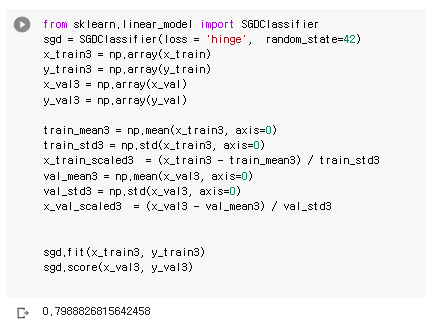 from sklearn.linear_model import SGDClassifier
sgd = SGDClassifier(loss = 'hinge',  random_state=42)
x_train3 = np.array(x_train)
y_train3 = np.array(y_train)
x_val3 = np.array(x_val)
y_val3 = np.array(y_val)

train_mean3 = np.mean(x_train3, axis=0)
train_std3 = np.std(x_train3, axis=0)
x_train_scaled3  = (x_train3 - train_mean3) / train_std3
val_mean3 = np.mean(x_val3, axis=0)
val_std3 = np.std(x_val3, axis=0)
x_val_scaled3  = (x_val3 - val_mean3) / val_std3

sgd.fit(x_train3, y_train3)
sgd.score(x_val3, y_val3)

0.7988826815642458